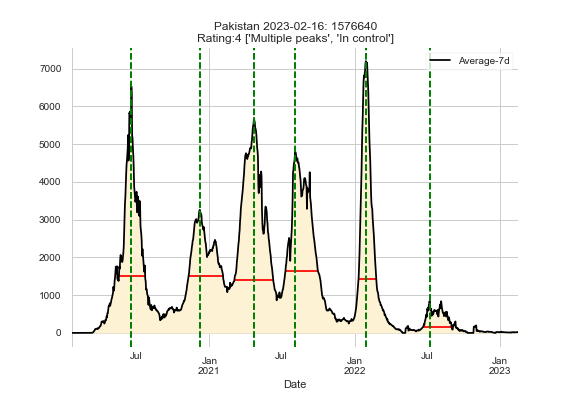 Pakistan 2023-02-16: 1576640
Rating:4 ['Multiple peaks', 'In control']
Average-7d
7000
6000
5000
4000
3000
2000
1000
0
Jul
Jan
2021
Jul
Jan
2022
Jul
Jan
2023
Date